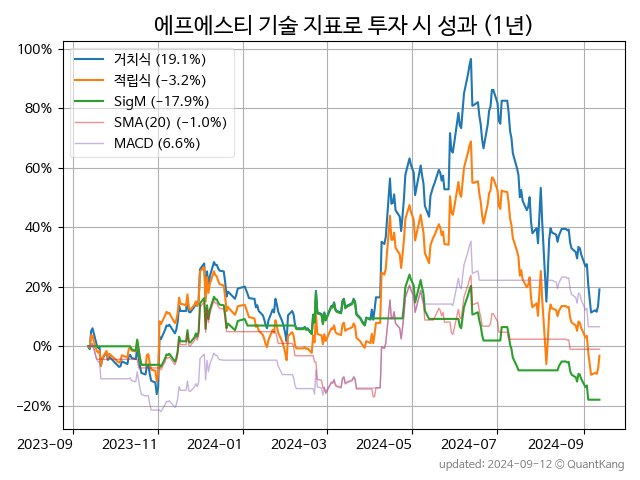 에프에스티 기술 지표로 투자 시 성과 (1년)
100%
80%
60%
40%
20%
0%
−20%
거치식 (19.1%)
적립식 (−3.2%)
SigM (−17.9%)
SMA(20) (−1.0%)
MACD (6.6%)
2023-09
2023-11
2024-01
2024-03
2024-05
2024-07
2024-09
updated: 2024-09-12 © QuantKang